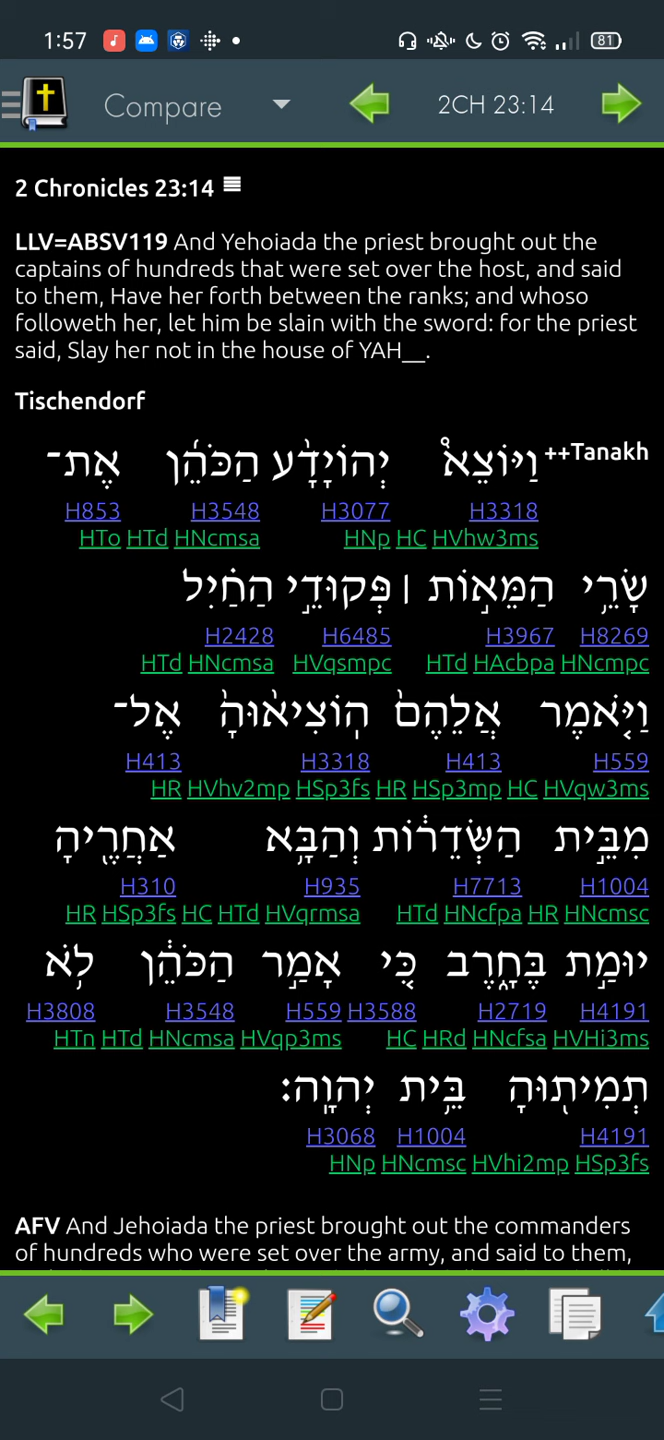 1:57 81
Compare 2CH 23:14
2 Chronicles 23:14
LLV=ABSV119 And Yehoiada the priest brought out the
captains of hundreds that were set over the host, and said
to them, Have her forth between the ranks; and whoso
followeth her, let him be slain with the sword: for the priest
said, Slay her not in the house of YAH__.
Tischendorf
++Tanakh וַיּוֹצֵא֩ יְהוֹיָדָ֨ע הַכֹּהֵ֜ן אֶת־
H853 H3548 H3077 H3318
HTo HTd HNcmsa HNp HC HVhw3ms
שָׂרֵ֥י הַמֵּא֣וֹת ׀ פְּקוּדֵ֣י הַחַ֗יִל
H2428 H6485 H3967 H8269
HTd HNcmsa HVqsmpc HTd HAcbpa HNcmpc
וַיֹּ֤אמֶר אֲלֵהֶם֙ הֽוֹצִיא֙וּהָ֙ אֶל־
H413 H3318 H413 H559
HR HVhv2mp HSp3fs HR HSp3mp HC HVqw3ms
מִבֵּ֣ית הַשְּׂדֵר֔וֹת וְהַבָּ֥א אַחֲרֶ֖יהָ
H310 H935 H7713 H1004
HR HSp3fs HC HTd HVqrmsa HTd HNcfpa HR HNcmsc
יוּמַ֣ת בֶּחָ֑רֶב כִּ֚י אָמַ֣ר הַכֹּהֵ֔ן לֹ֥א
H3808 H3548 H559 H3588 H2719 H4191
HTn HTd HNcmsa HVqp3ms HC HRd HNcfsa HVHi3ms
תְמִית֖וּהָ בֵּ֥ית יְהוָֽה׃
H3068 H1004 H4191
HNp HNcmsc HVhi2mp HSp3fs
AFV And Jehoiada the priest brought out the commanders
of hundreds who were set over the army, and said to them,